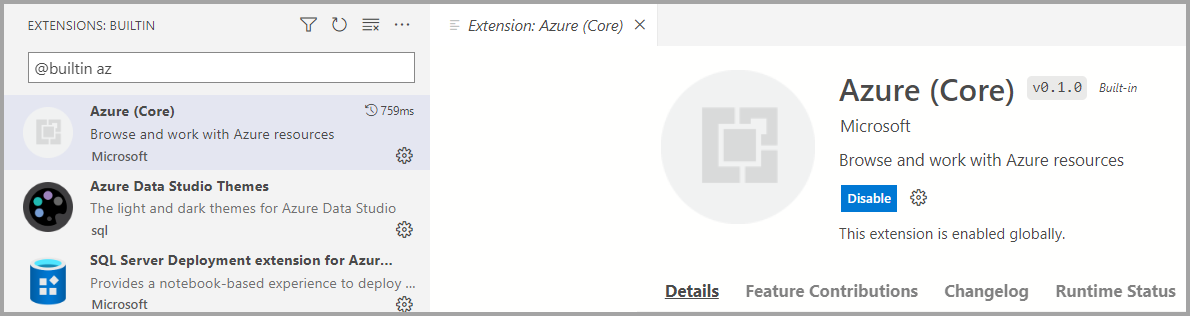 EXTENSIONS: BUILTIN
@builtin az
Azure (Core) 759ms
Browse and work with Azure resources
Microsoft
Azure Data Studio Themes
The light and dark themes for Azure Data Studio
sql
SQL Server Deployment extension for Azur...
Provides a notebook-based experience to deploy ...
Microsoft
Extension: Azure (Core)
Azure (Core) v0.1.0 Built-in
Microsoft
Browse and work with Azure resources
Disable
This extension is enabled globally.
Details Feature Contributions Changelog Runtime Status